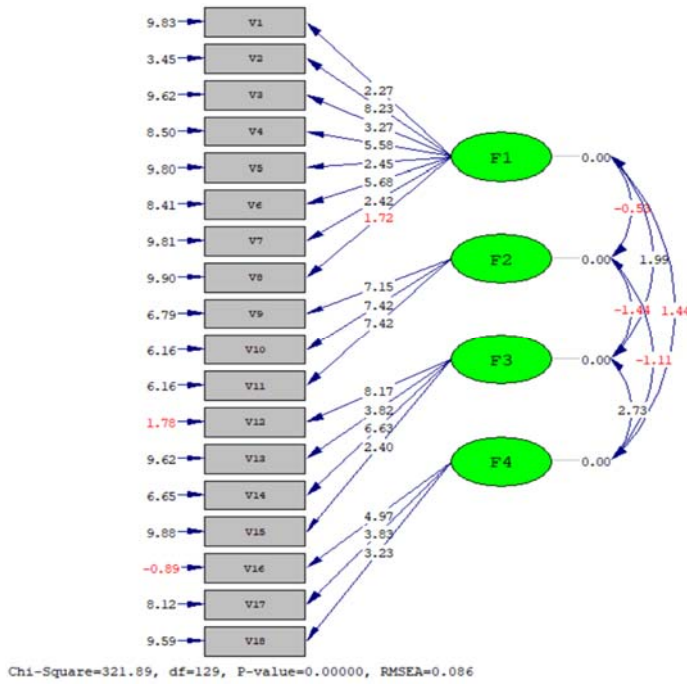 9.83 V1
3.45 V2
9.62 V3
8.50 V4
9.80 V5
8.41 V6
9.81 V7
9.90 V8
6.79 V9
6.16 V10
6.16 V11
1.78 V12
9.62 V13
6.65 V14
9.88 V15
-0.89 V16
8.12 V17
9.59 V18
2.27
8.23
3.27
5.58
2.45
5.68
2.42
1.72
7.15
7.42
7.42
8.17
3.82
6.63
2.40
4.97
3.83
3.23
F1 0.00
F2 0.00
F3 0.00
F4 0.00
-0.53
1.99
-1.44 1.44
-1.11
2.73
Chi-Square=321.89, df=129, P-value=0.00000, RMSEA=0.086